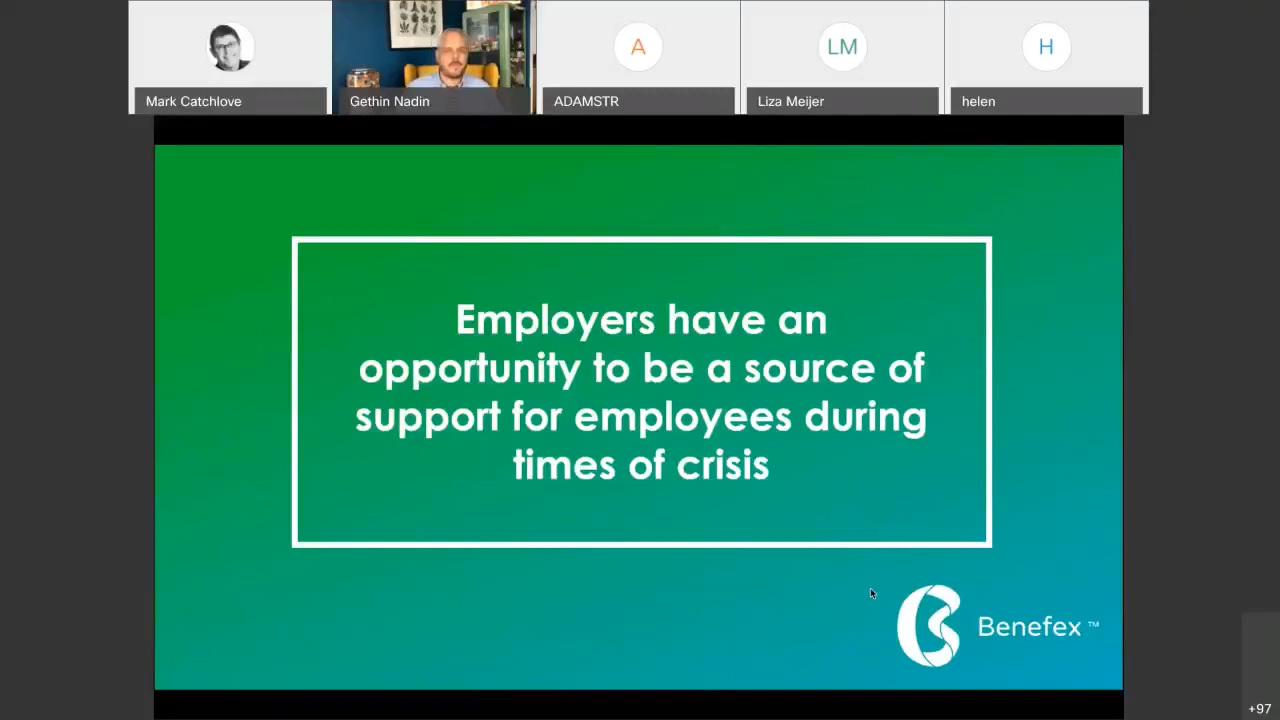 Mark Catchlove
Gethin Nadin
A
ADAMSTR
LM
Liza Meijer
H
helen
Employers have an
opportunity to be a source of
support for employees during
times of crisis
Benefex ™
+97